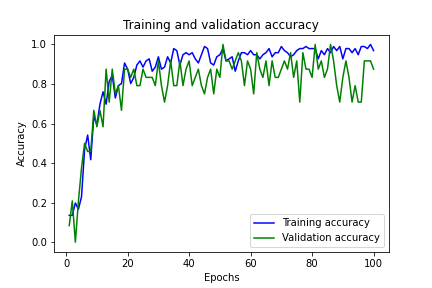 Training and validation accuracy
1.0
0.8
0.6
0.4
0.2
0.0
Accuracy
Training accuracy
Validation accuracy
0
20
40
60
80
100
Epochs